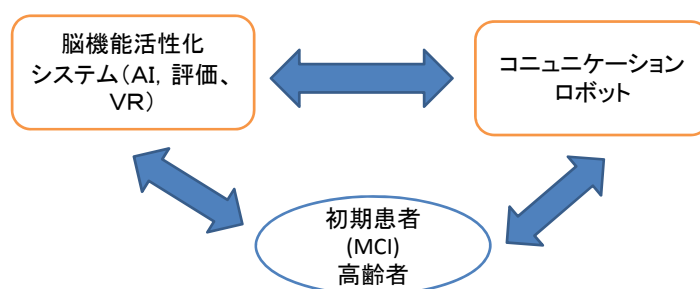 脳機能活性化
システム（AI, 評価、
VR）
コニュニケーション
ロボット
初期患者
(MCI)
高齢者